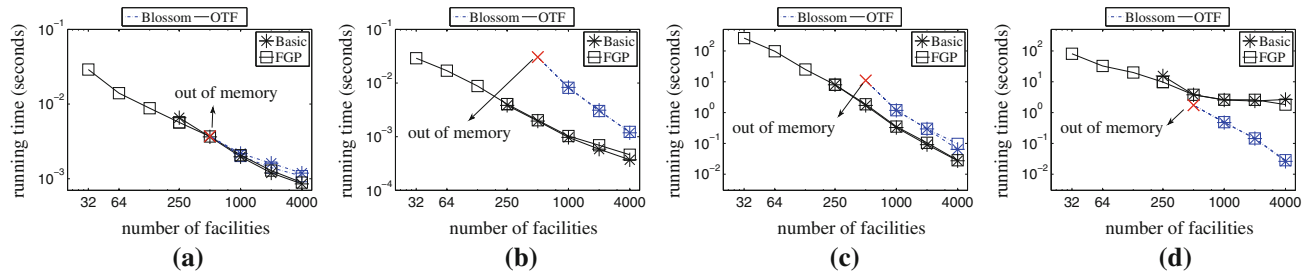 Blossom OTF
10^-1
10^-2
10^-3
running time (seconds)
Basic
FGP
out of memory
32 64 250 1000 4000
number of facilities
(a)
Blossom OTF
10^-1
10^-2
10^-3
10^-4
running time (seconds)
Basic
FGP
out of memory
32 64 250 1000 4000
number of facilities
(b)
Blossom OTF
10^2
10^1
10^0
10^-1
10^-2
running time (seconds)
Basic
FGP
out of memory
32 64 250 1000 4000
number of facilities
(c)
Blossom OTF
10^2
10^1
10^0
10^-1
10^-2
running time (seconds)
Basic
FGP
out of memory
32 64 250 1000 4000
number of facilities
(d)